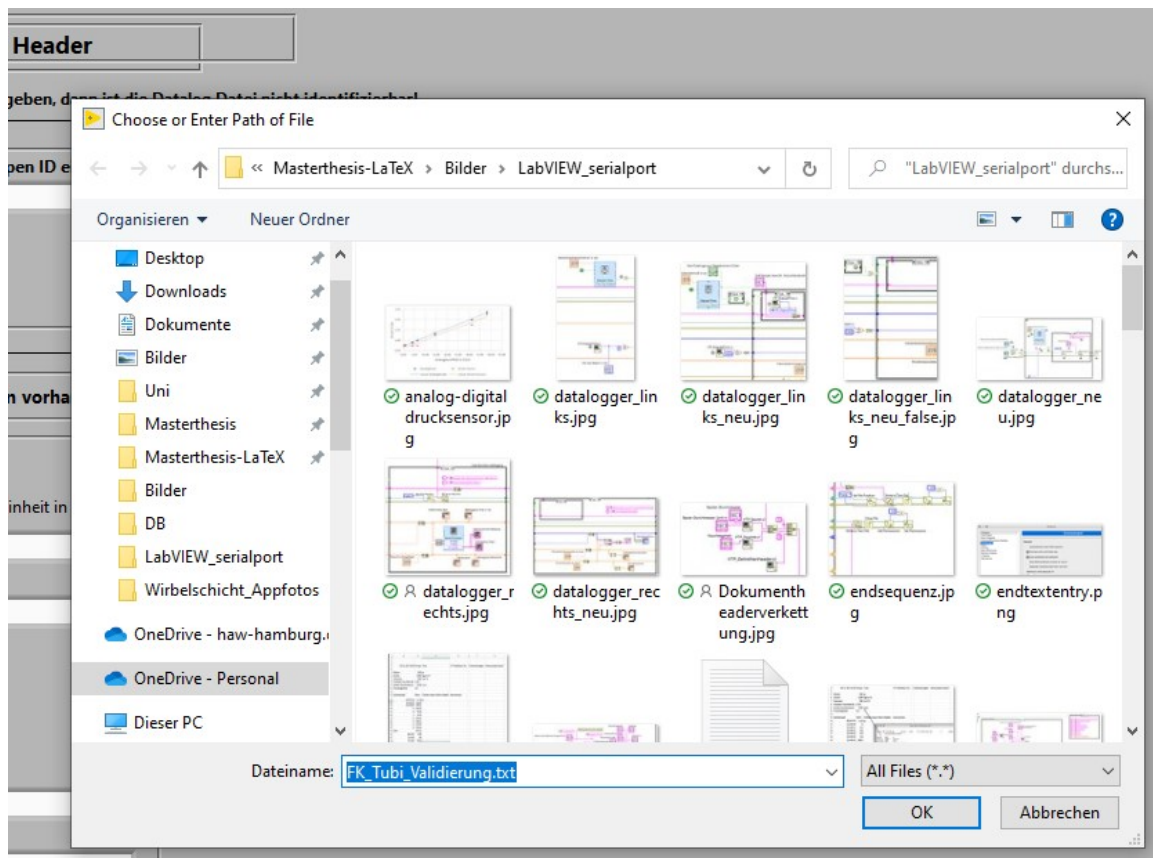 Header
geben, dann ist die Datalog Datei nicht identifizierbar!
Choose or Enter Path of File
pen ID e
« Masterthesis-LaTeX > Bilder > LabVIEW_serialport
"LabVIEW_serialport" durchs...
Organisieren
Neuer Ordner
Desktop
Downloads
Dokumente
Bilder
Uni
Masterthesis
Masterthesis-LaTeX
Bilder
DB
LabVIEW_serialport
Wirbelschicht_Appfotos
OneDrive - haw-hamburg.
OneDrive - Personal
Dieser PC
n vorha
inheit in
analog-digital
drucksensor.jp
g
datalogger_lin
ks.jpg
datalogger_lin
ks_neu.jpg
datalogger_lin
ks_neu_false.jp
g
datalogger_ne
u.jpg
datalogger_r
echts.jpg
datalogger_rec
hts_neu.jpg
Dokumenth
eaderverkett
ung.jpg
endsequenz.jp
g
endtextentry.p
ng
Dateiname:
FK_Tubi_Validierung.txt
All Files (*.*)
OK
Abbrechen